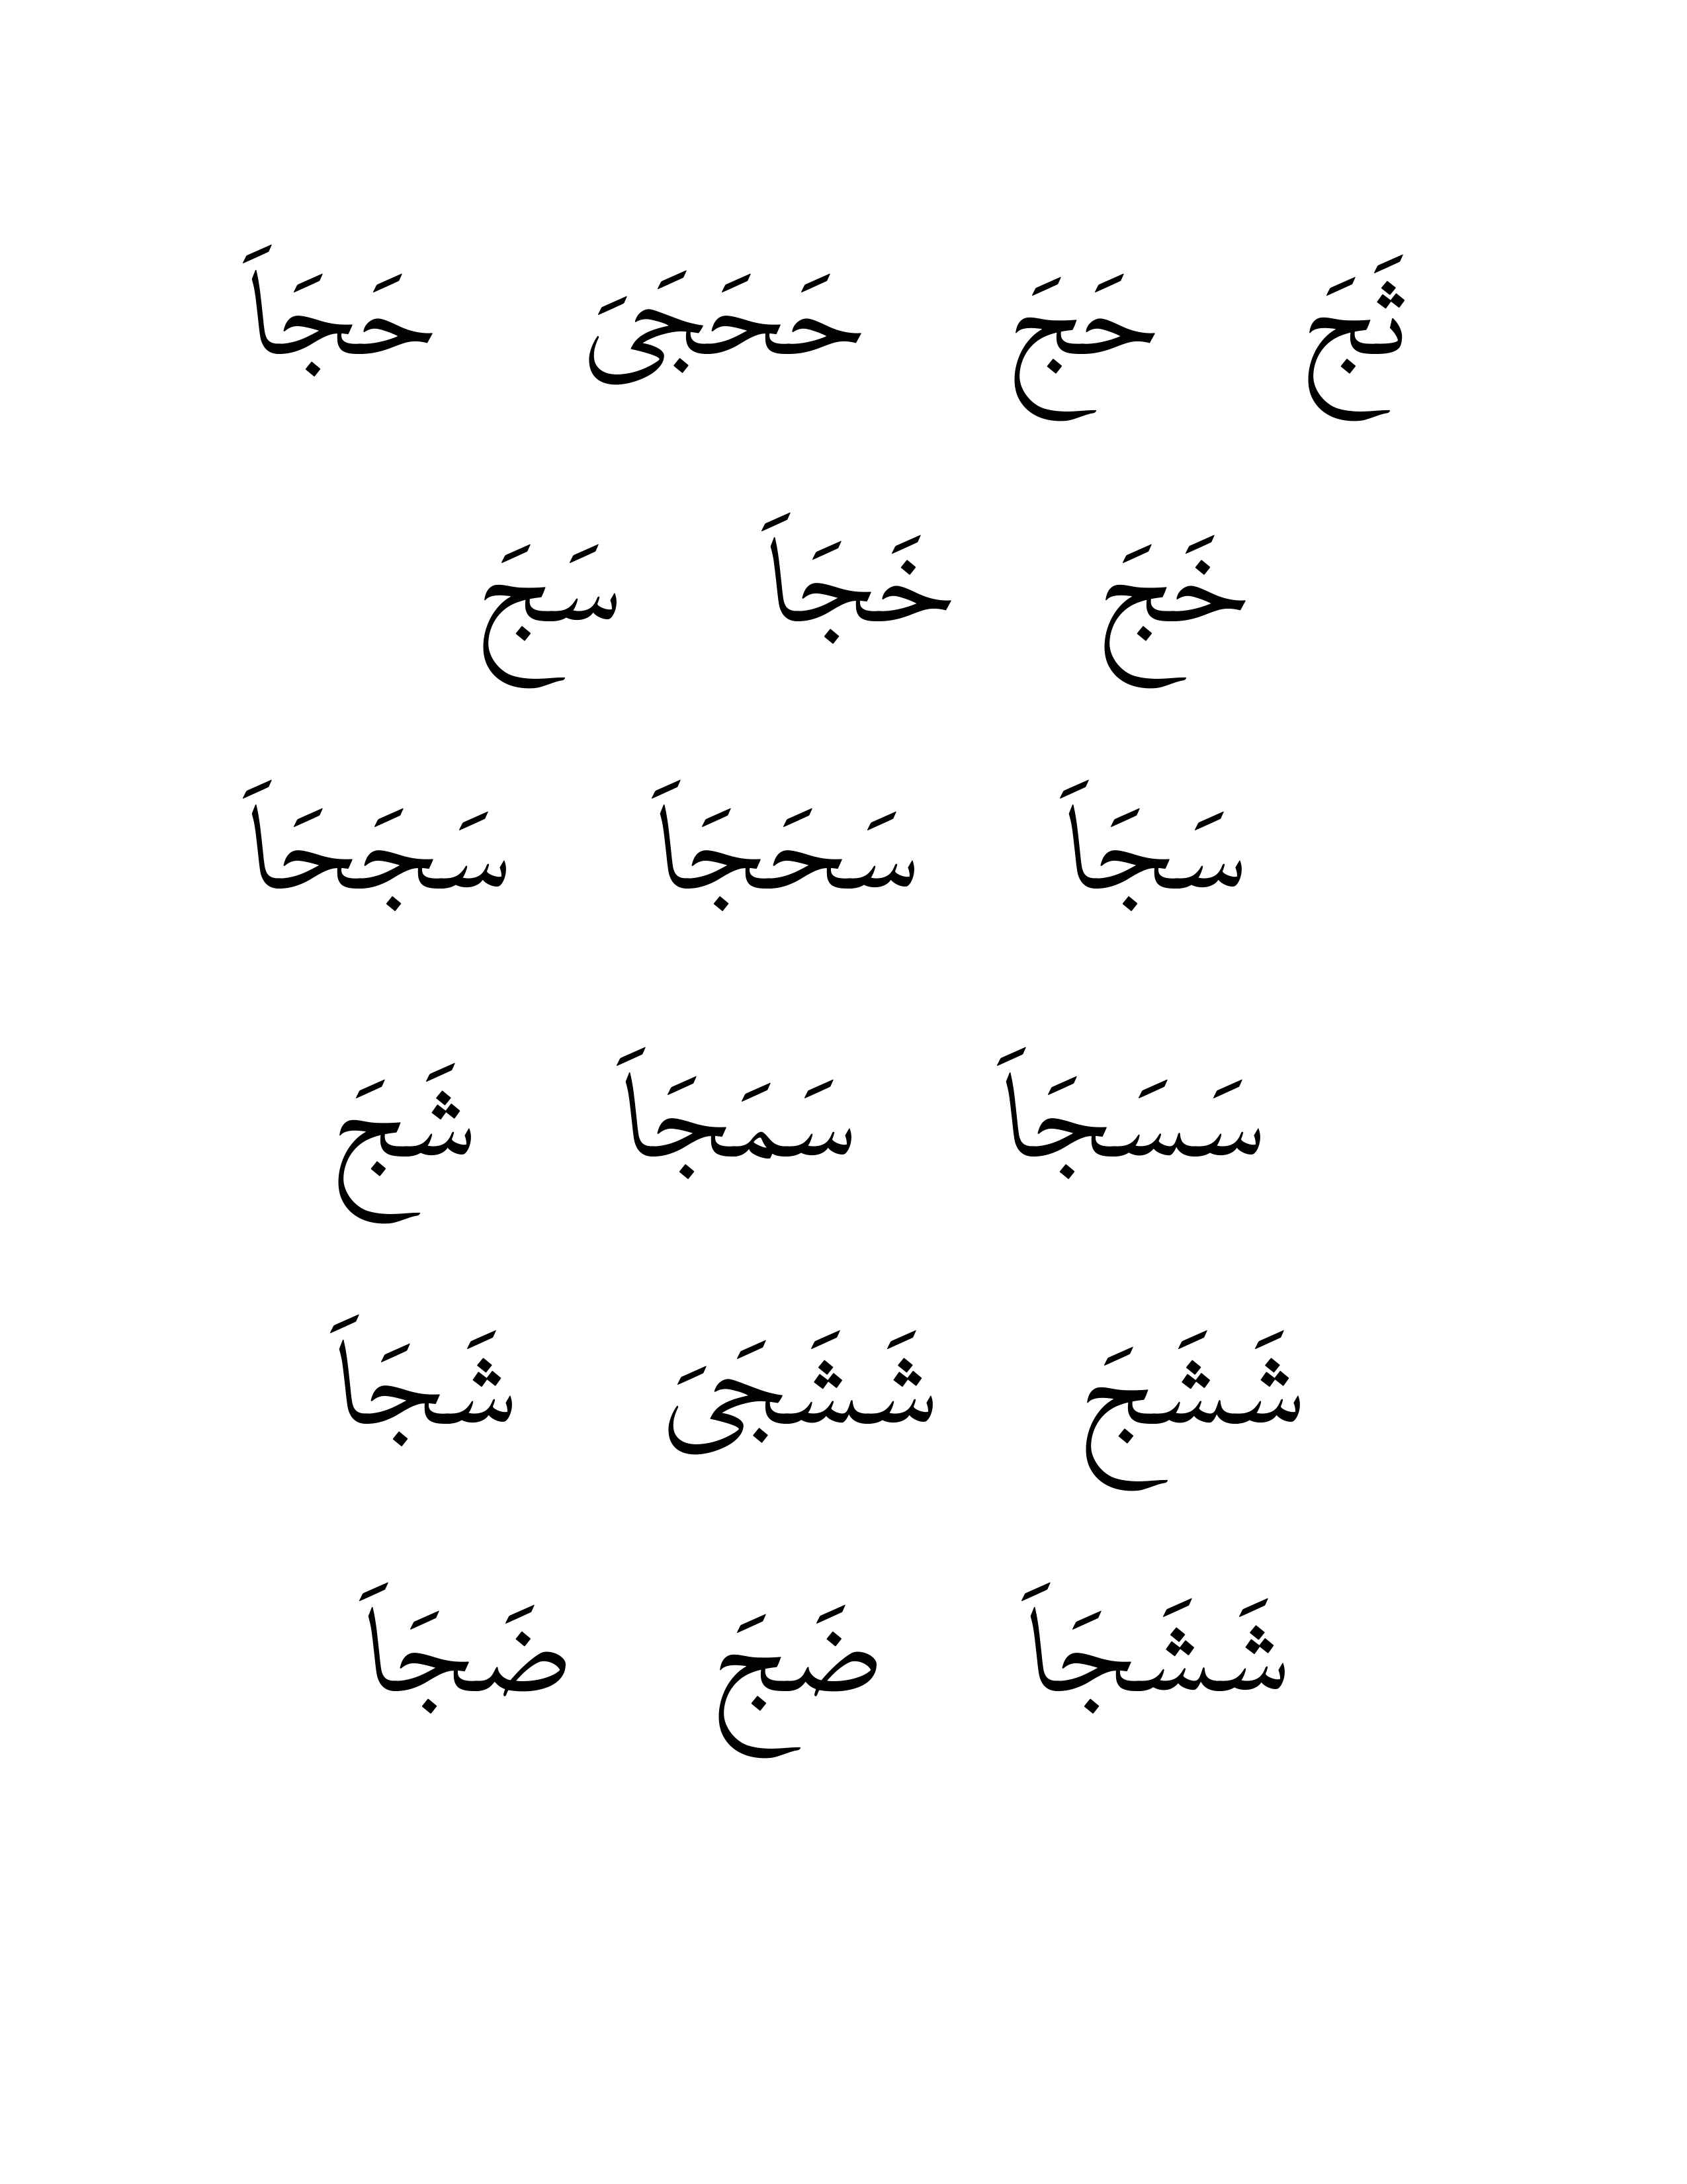 ثَجَ حَجَ حَحَجَىَ حَجَاَ
خَجَ خَجَاَ سَجَ
سَجَاَ سَحَجَاَ سَجَحَاَ
سَسَجَاَ سَمَجَاَ شَجَ
شَشَجَ شَشَجَىَ شَجَاَ
شَشَجَاَ ضَجَ ضَجَاَ